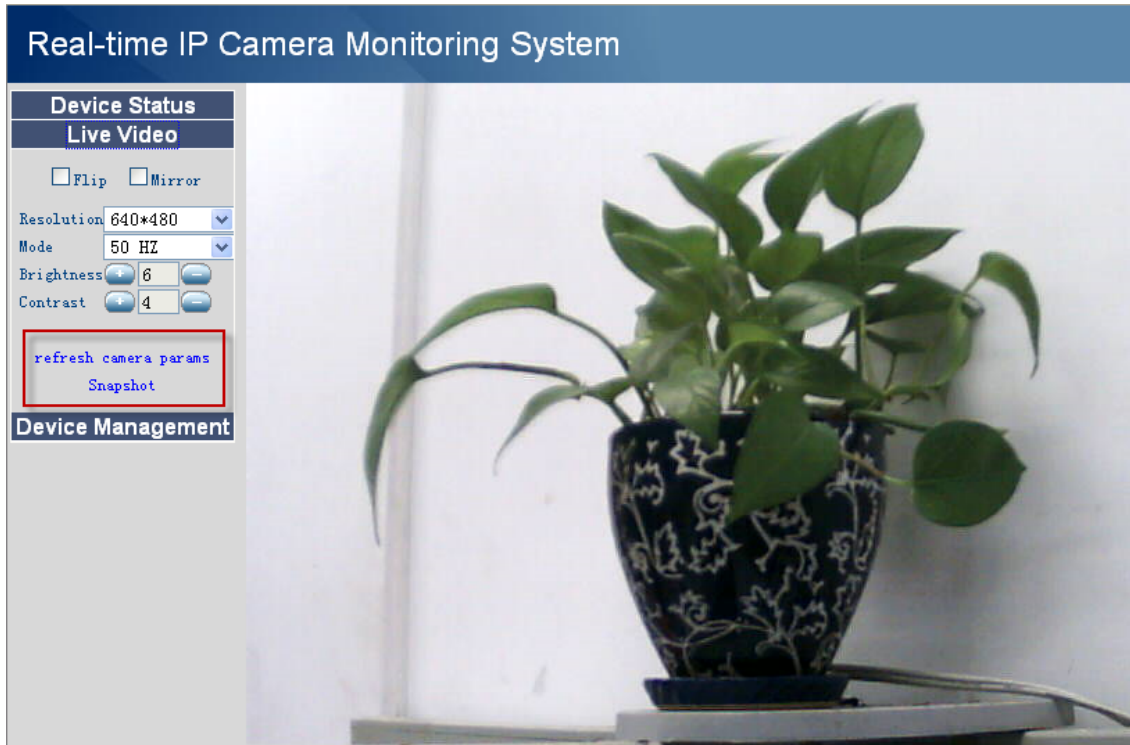 Real-time IP Camera Monitoring System
Device Status
Live Video
Flip Mirror
Resolution 640*480
Mode 50 HZ
Brightness + 6 −
Contrast + 4 −
refresh camera params
Snapshot
Device Management